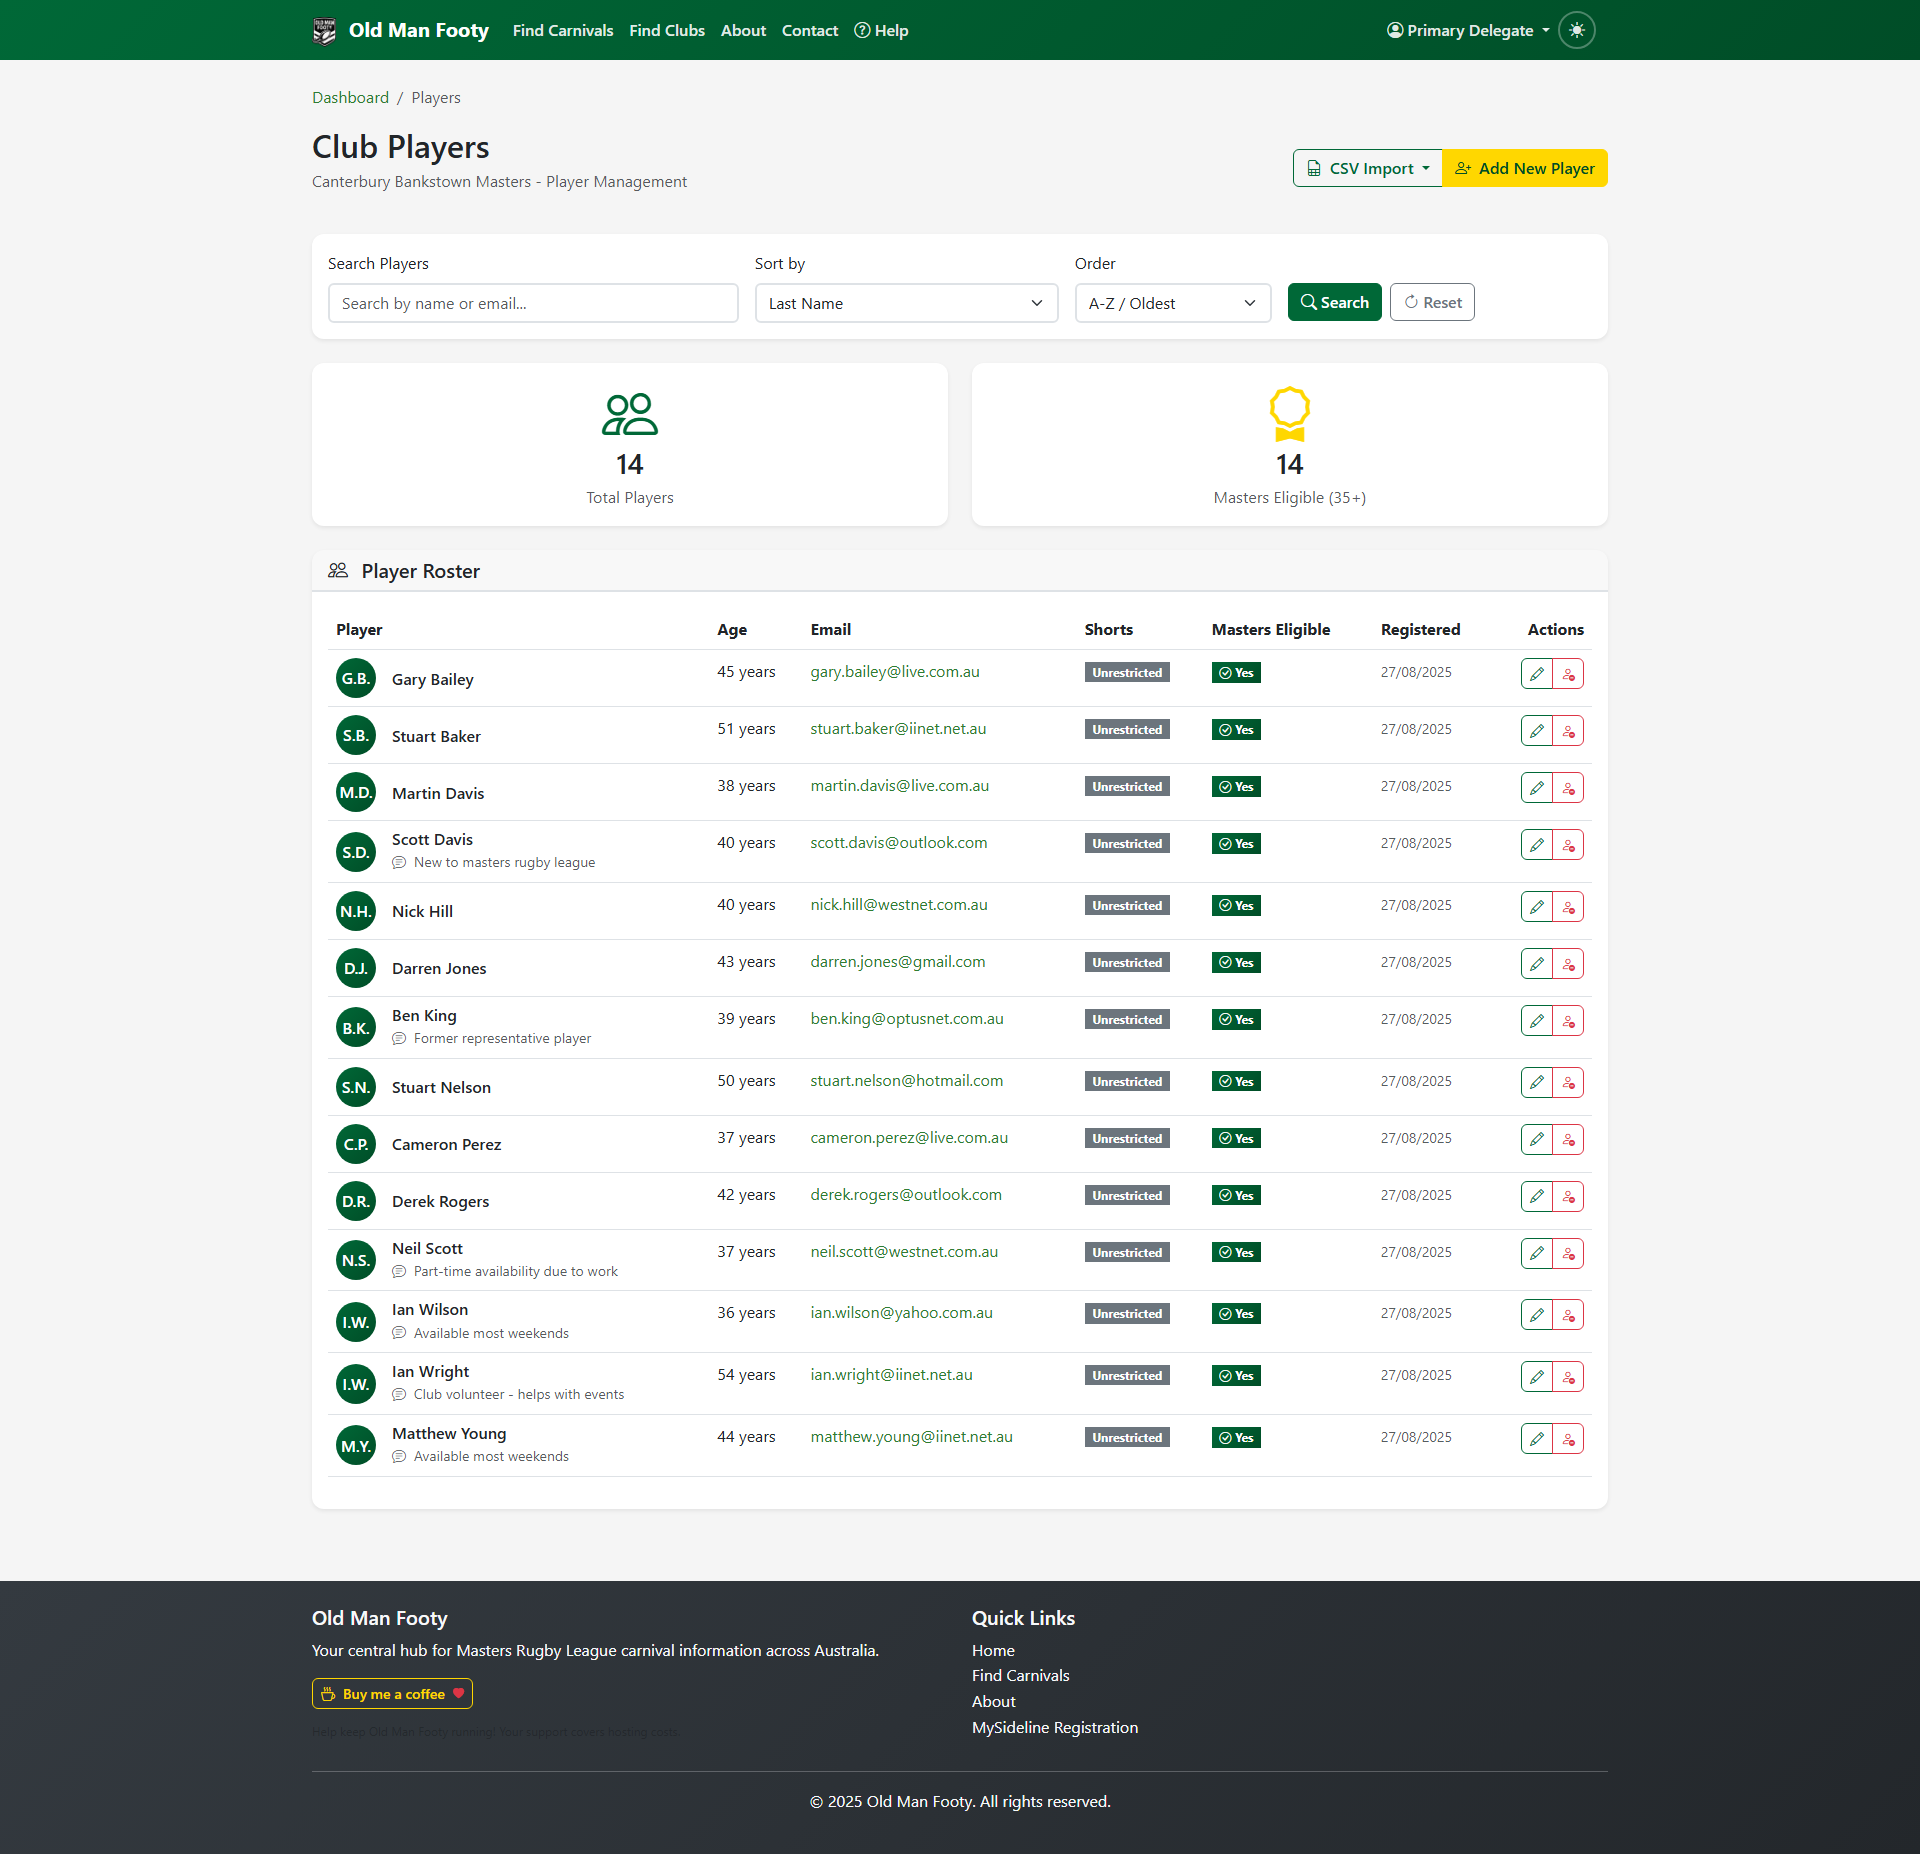 Old Man Footy Find Carnivals Find Clubs About Contact Help Primary Delegate
Dashboard / Players
Club Players
Canterbury Bankstown Masters - Player Management
CSV Import Add New Player
Search Players Sort by Order
Search by name or email... Last Name A-Z / Oldest Search Reset
14 14
Total Players Masters Eligible (35+)
Player Roster
Player Age Email Shorts Masters Eligible Registered Actions
G.B. Gary Bailey 45 years gary.bailey@live.com.au Unrestricted Yes 27/08/2025
S.B. Stuart Baker 51 years stuart.baker@iinet.net.au Unrestricted Yes 27/08/2025
M.D. Martin Davis 38 years martin.davis@live.com.au Unrestricted Yes 27/08/2025
S.D. Scott Davis 40 years scott.davis@outlook.com Unrestricted Yes 27/08/2025
New to masters rugby league
N.H. Nick Hill 40 years nick.hill@westnet.com.au Unrestricted Yes 27/08/2025
D.J. Darren Jones 43 years darren.jones@gmail.com Unrestricted Yes 27/08/2025
B.K. Ben King 39 years ben.king@optusnet.com.au Unrestricted Yes 27/08/2025
Former representative player
S.N. Stuart Nelson 50 years stuart.nelson@hotmail.com Unrestricted Yes 27/08/2025
C.P. Cameron Perez 37 years cameron.perez@live.com.au Unrestricted Yes 27/08/2025
D.R. Derek Rogers 42 years derek.rogers@outlook.com Unrestricted Yes 27/08/2025
N.S. Neil Scott 37 years neil.scott@westnet.com.au Unrestricted Yes 27/08/2025
Part-time availability due to work
I.W. Ian Wilson 36 years ian.wilson@yahoo.com.au Unrestricted Yes 27/08/2025
Available most weekends
I.W. Ian Wright 54 years ian.wright@iinet.net.au Unrestricted Yes 27/08/2025
Club volunteer - helps with events
M.Y. Matthew Young 44 years matthew.young@iinet.net.au Unrestricted Yes 27/08/2025
Available most weekends
Old Man Footy Quick Links
Your central hub for Masters Rugby League carnival information across Australia. Home
Find Carnivals
Buy me a coffee About
Help keep Old Man Footy running! Your support covers hosting costs. MySideline Registration
© 2025 Old Man Footy. All rights reserved.